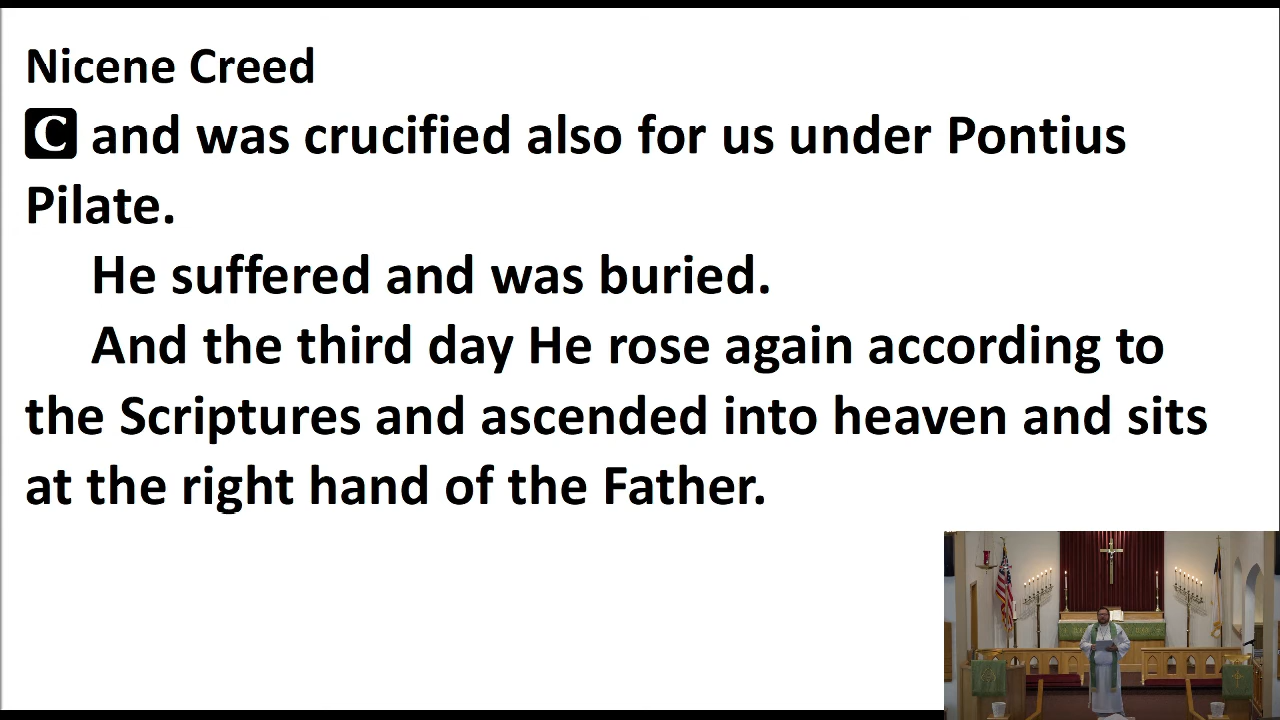 Nicene Creed
C and was crucified also for us under Pontius
Pilate.
He suffered and was buried.
And the third day He rose again according to
the Scriptures and ascended into heaven and sits
at the right hand of the Father.